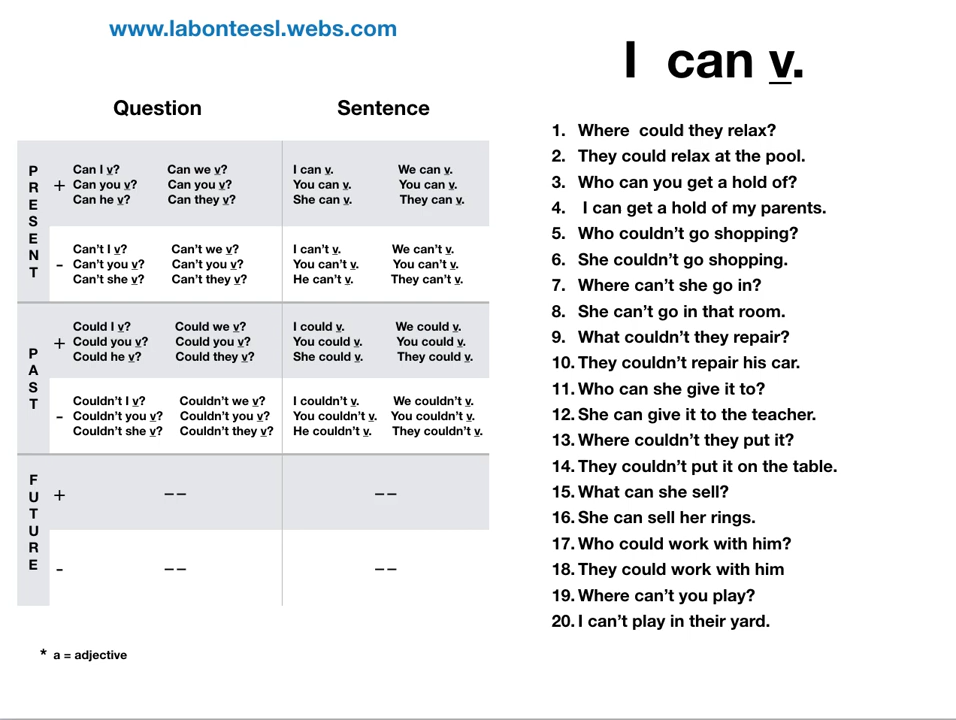 www.labonteesl.webs.com
I can v.
Question Sentence
PRESENT
+
Can I v? Can we v? I can v. We can v.
Can you v? Can you v? You can v. You can v.
Can he v? Can they v? She can v. They can v.
-
Can't I v? Can't we v? I can't v. We can't v.
Can't you v? Can't you v? You can't v. You can't v.
Can't she v? Can't they v? He can't v. They can't v.
PAST
+
Could I v? Could we v? I could v. We could v.
Could you v? Could you v? You could v. You could v.
Could he v? Could they v? She could v. They could v.
-
Couldn't I v? Couldn't we v? I couldn't v. We couldn't v.
Couldn't you v? Couldn't you v? You couldn't v. You couldn't v.
Couldn't she v? Couldn't they v? He couldn't v. They couldn't v.
FUTURE
+ –– ––
- –– ––
* a = adjective
1. Where could they relax?
2. They could relax at the pool.
3. Who can you get a hold of?
4. I can get a hold of my parents.
5. Who couldn't go shopping?
6. She couldn't go shopping.
7. Where can't she go in?
8. She can't go in that room.
9. What couldn't they repair?
10. They couldn't repair his car.
11. Who can she give it to?
12. She can give it to the teacher.
13. Where couldn't they put it?
14. They couldn't put it on the table.
15. What can she sell?
16. She can sell her rings.
17. Who could work with him?
18. They could work with him
19. Where can't you play?
20. I can't play in their yard.